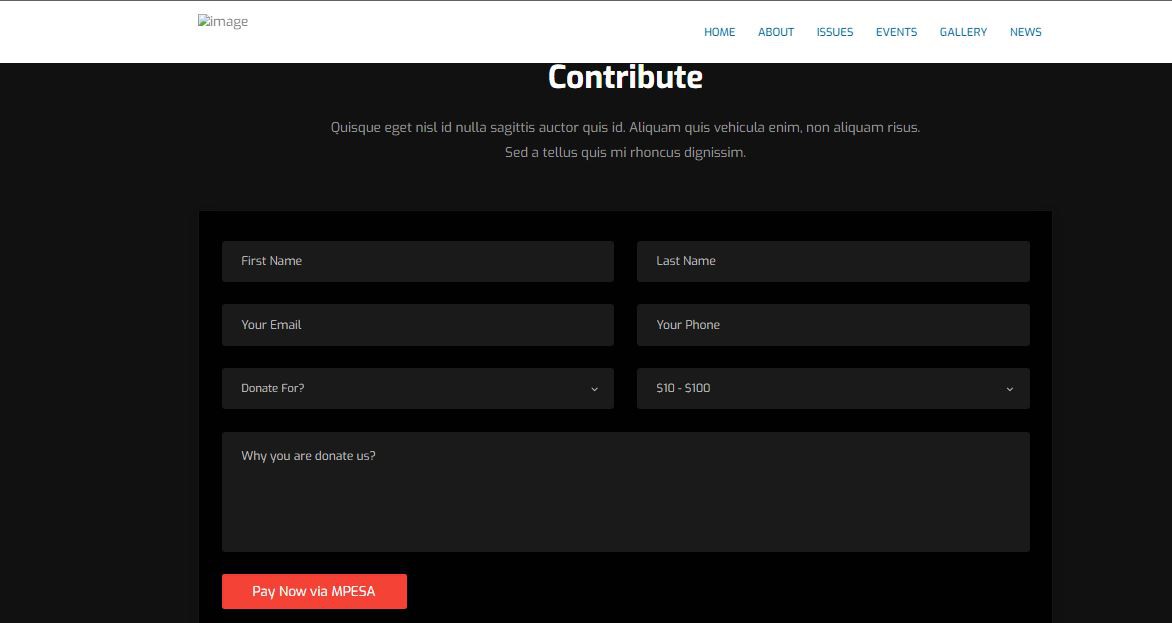 image
HOME ABOUT ISSUES EVENTS GALLERY NEWS
Contribute
Quisque eget nisl id nulla sagittis auctor quis id. Aliquam quis vehicula enim, non aliquam risus.
Sed a tellus quis mi rhoncus dignissim.
First Name
Last Name
Your Email
Your Phone
Donate For?
$10 - $100
Why you are donate us?
Pay Now via MPESA